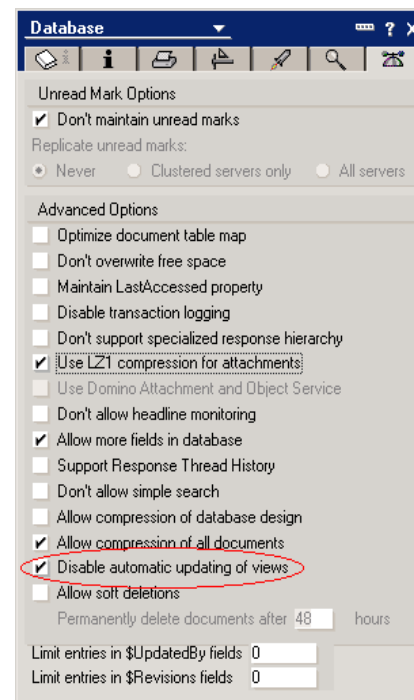 Database
? X
i i
Unread Mark Options
Don't maintain unread marks
Replicate unread marks:
Never Clustered servers only All servers
Advanced Options
Optimize document table map
Don't overwrite free space
Maintain LastAccessed property
Disable transaction logging
Don't support specialized response hierarchy
Use LZ1 compression for attachments
Use Domino Attachment and Object Service
Don't allow headline monitoring
Allow more fields in database
Support Response Thread History
Don't allow simple search
Allow compression of database design
Allow compression of all documents
Disable automatic updating of views
Allow soft deletions
Permanently delete documents after 48 hours
Limit entries in $UpdatedBy fields 0
Limit entries in $Revisions fields 0